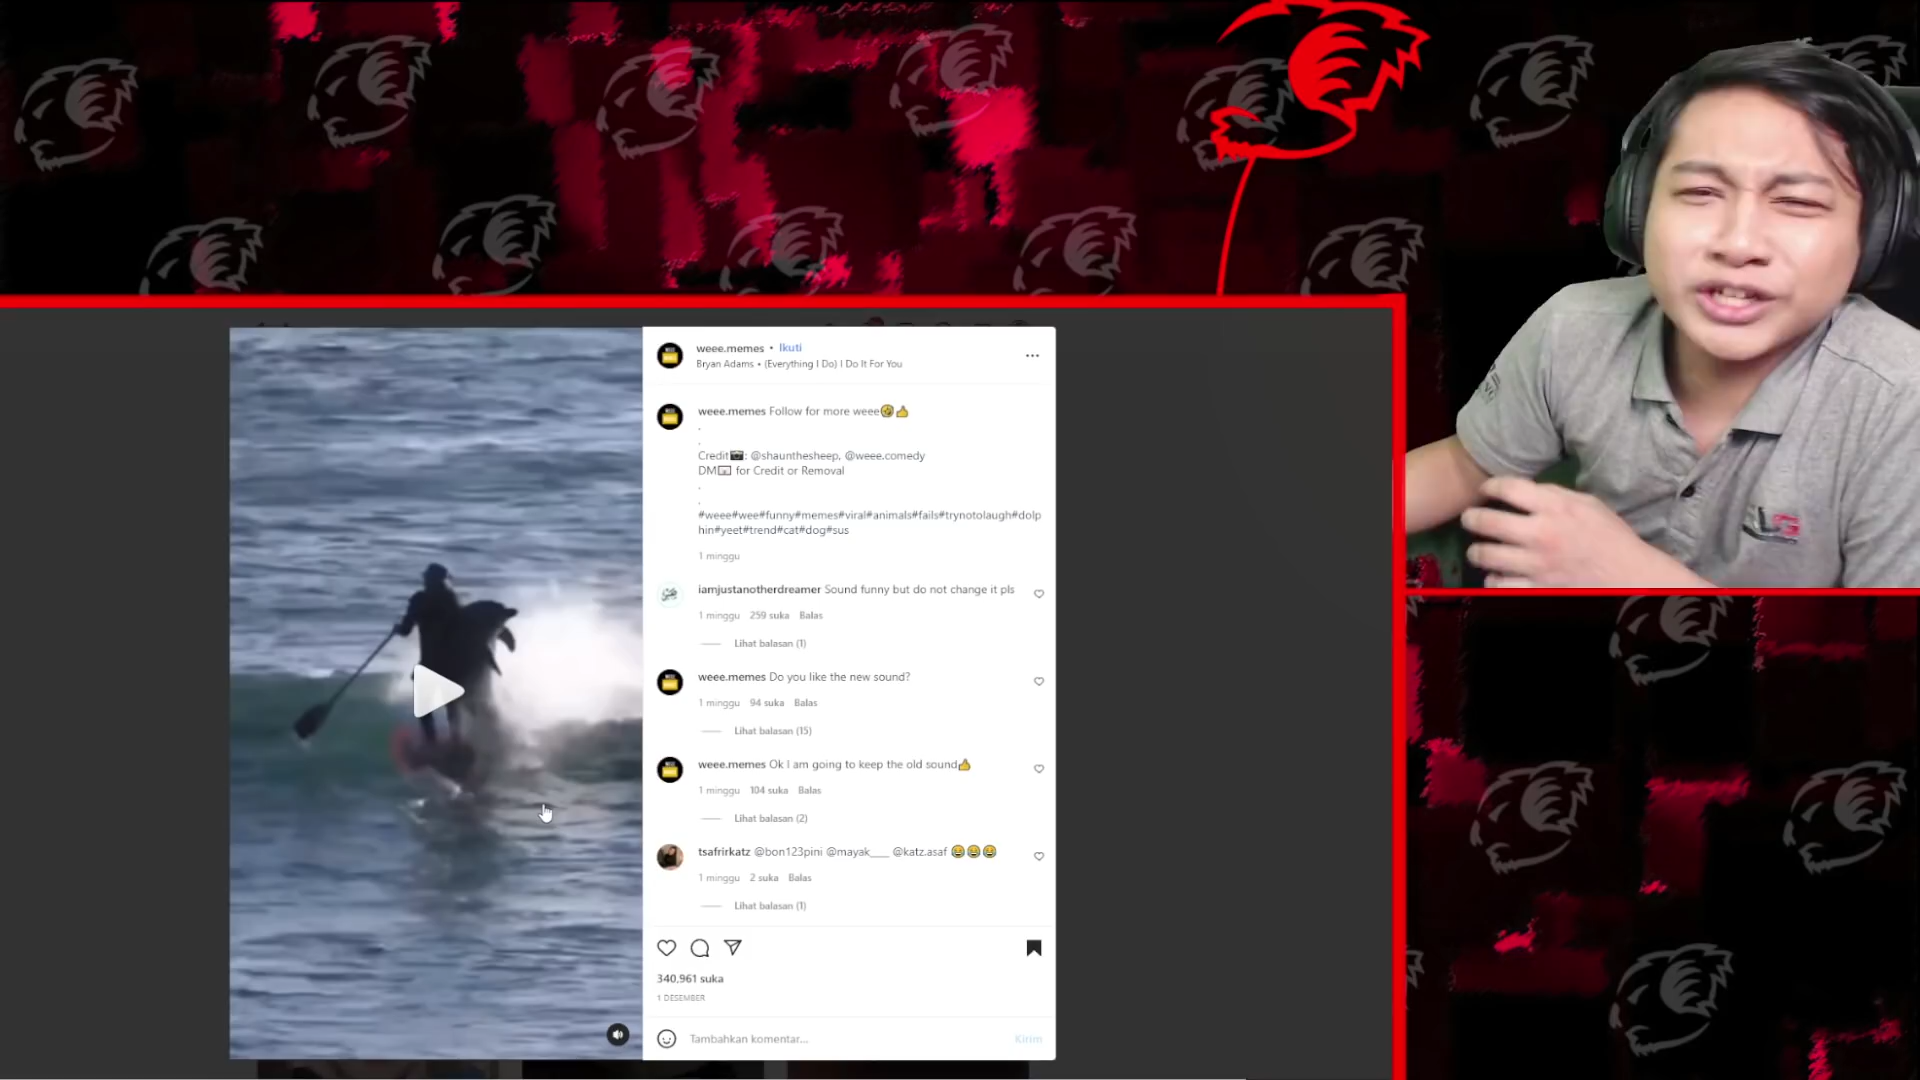 weee.memes • Ikuti
Bryan Adams • (Everything I Do) I Do It For You
weee.memes Follow for more weee🤣👍
.
.
Credit📷: @shaunthesheep, @weee.comedy
DM📧 for Credit or Removal
.
.
#weee#wee#funny#memes#viral#animals#fails#trynotolaugh#dolp
hin#yeet#trend#cat#dog#sus
1 minggu
iamjustanotherdreamer Sound funny but do not change it pls
1 minggu 259 suka Balas
Lihat balasan (1)
weee.memes Do you like the new sound?
1 minggu 94 suka Balas
Lihat balasan (15)
weee.memes Ok I am going to keep the old sound👍
1 minggu 104 suka Balas
Lihat balasan (2)
tsafrirkatz @bon123pini @mayak___ @katz.asaf 😂😂😂
1 minggu 2 suka Balas
Lihat balasan (1)
340,961 suka
1 DESEMBER
Tambahkan komentar...
Kirim